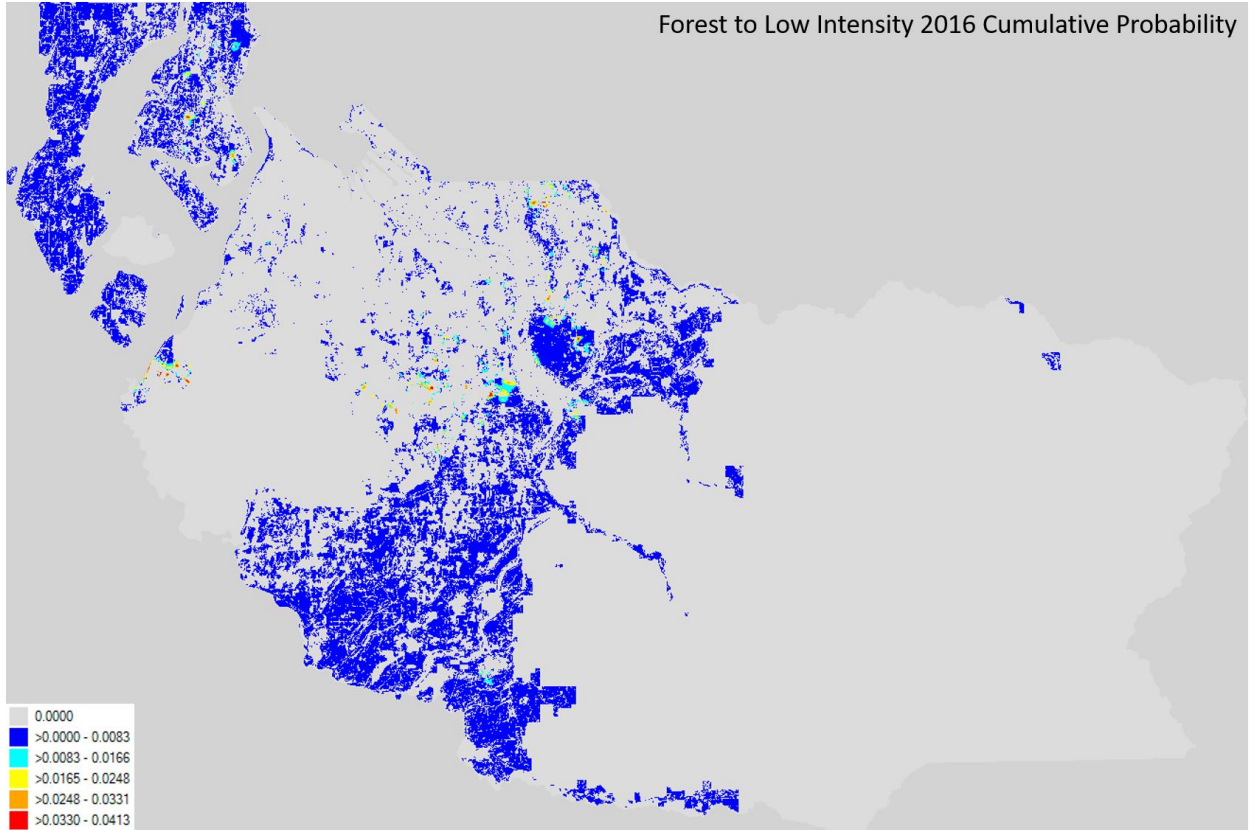 Forest to Low Intensity 2016 Cumulative Probability
0.0000
>0.0000 - 0.0083
>0.0083 - 0.0166
>0.0165 - 0.0248
>0.0248 - 0.0331
>0.0330 - 0.0413